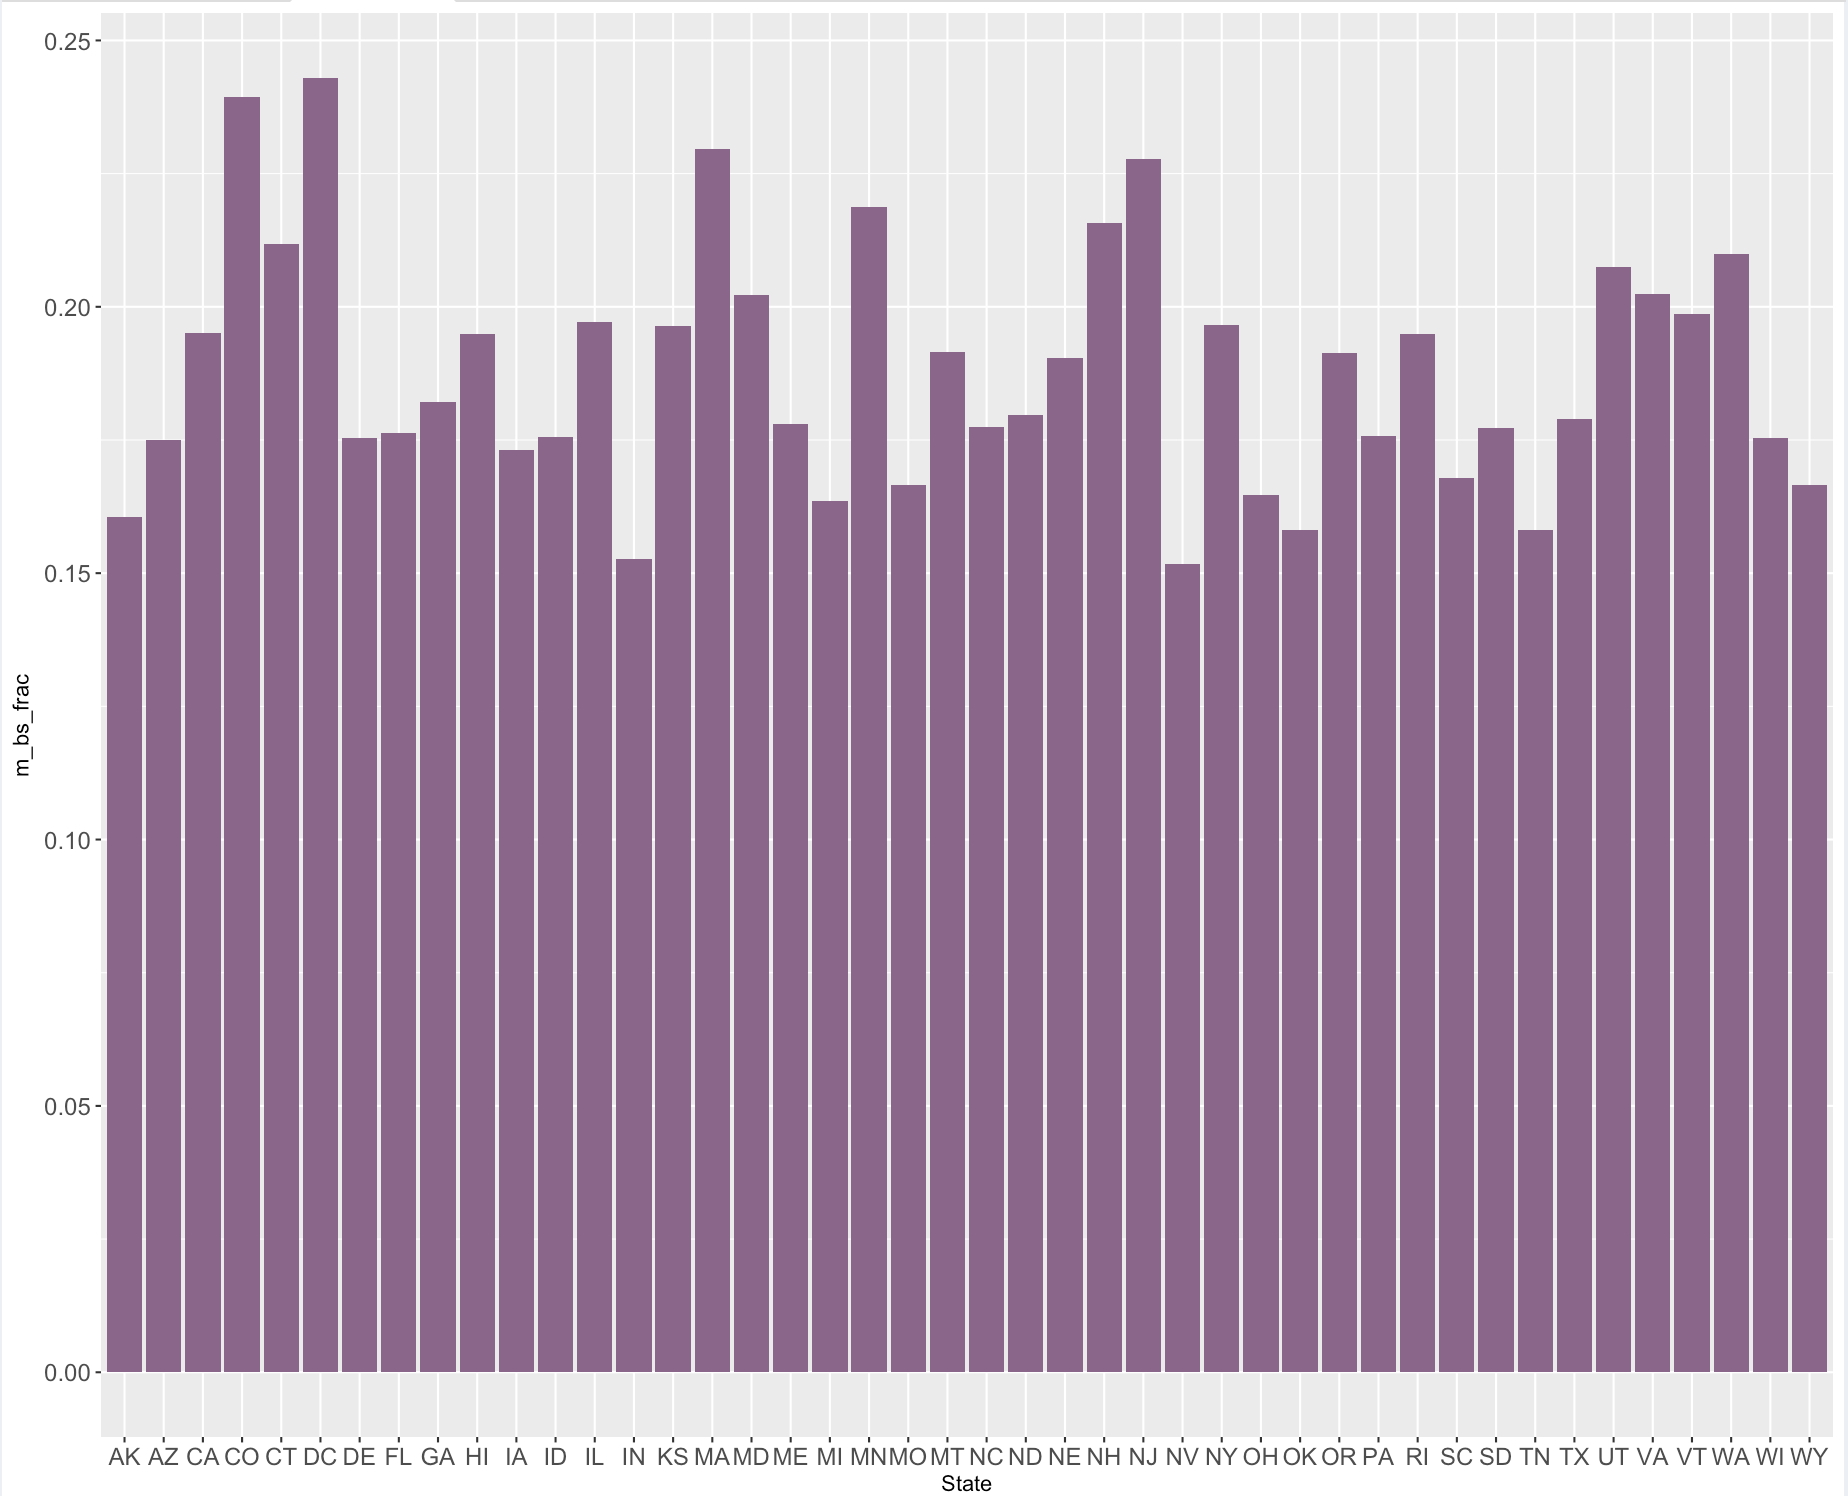 0.25
0.20
0.15
0.10
0.05
0.00
m_bs_frac
AK AZ CA CO CT DC DE FL GA HI IA ID IL IN KS MA MD ME MI MN MO MT NC ND NE NH NJ NV NY OH OK OR PA RI SC SD TN TX UT VA VT WA WI WY
State